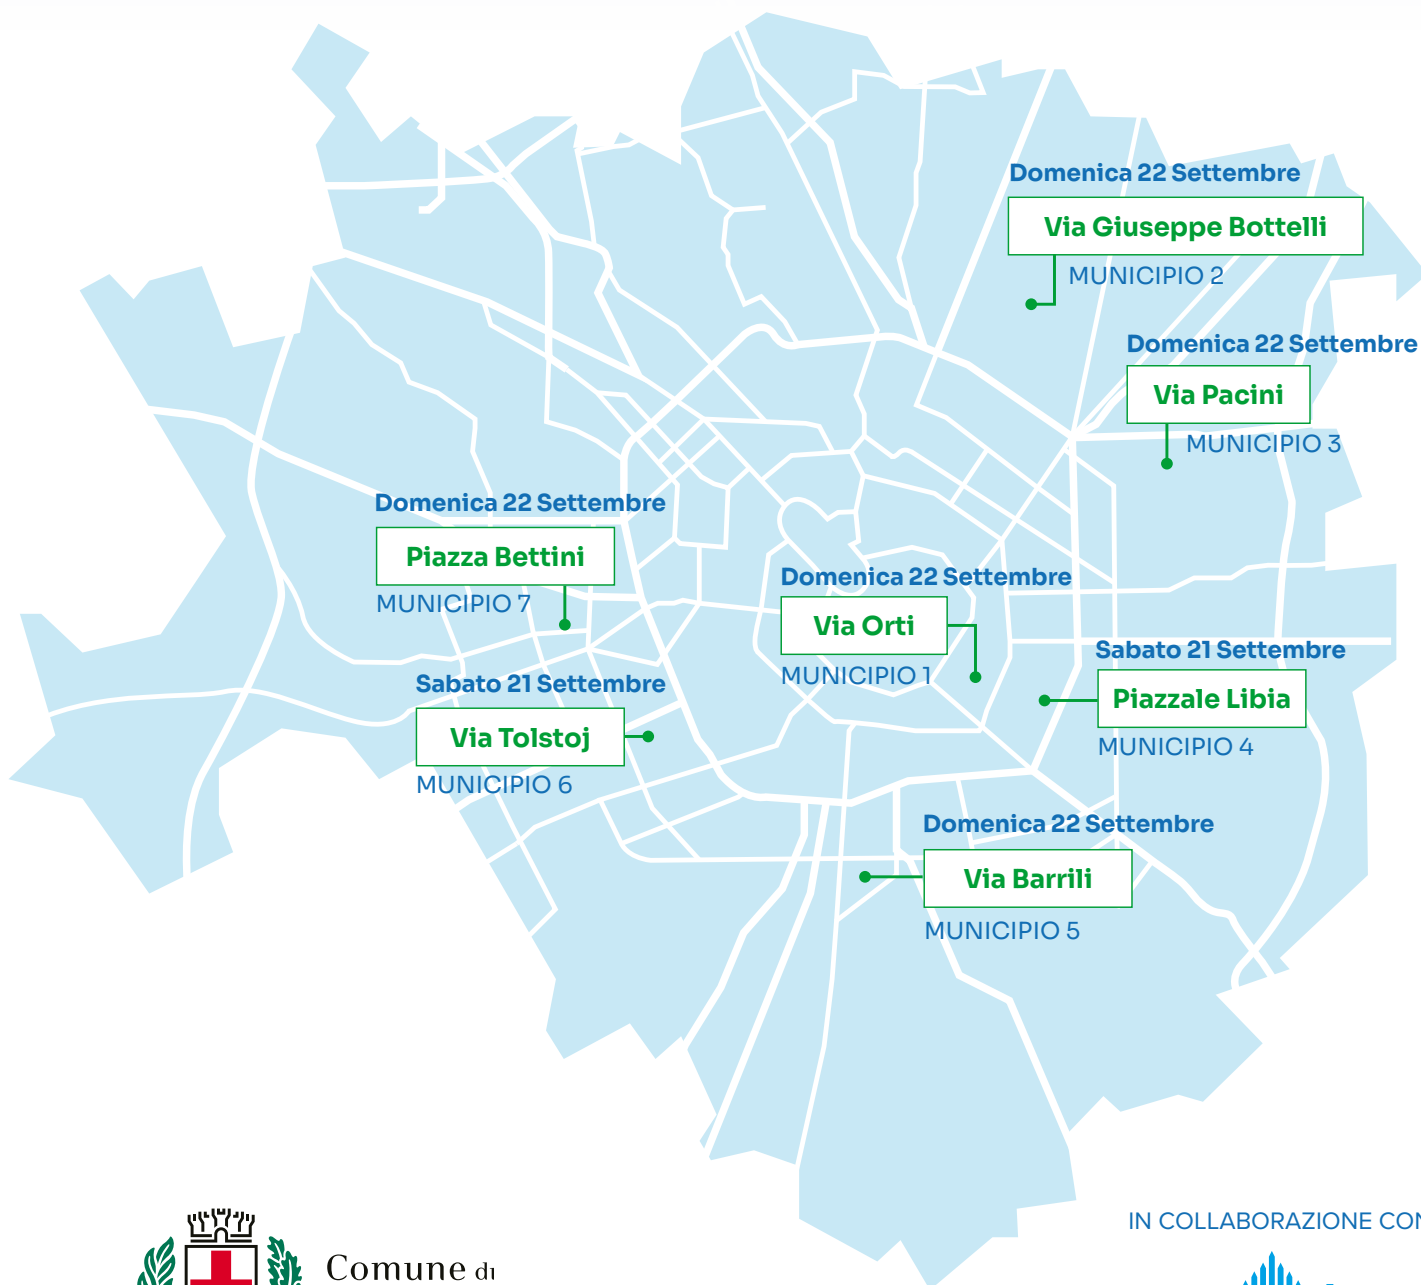 Domenica 22 Settembre
Via Giuseppe Bottelli
MUNICIPIO 2
Domenica 22 Settembre
Via Pacini
MUNICIPIO 3
Domenica 22 Settembre
Piazza Bettini
MUNICIPIO 7
Domenica 22 Settembre
Via Orti
MUNICIPIO 1
Sabato 21 Settembre
Piazzale Libia
MUNICIPIO 4
Sabato 21 Settembre
Via Tolstoj
MUNICIPIO 6
Domenica 22 Settembre
Via Barrili
MUNICIPIO 5
IN COLLABORAZIONE CON
Comune di